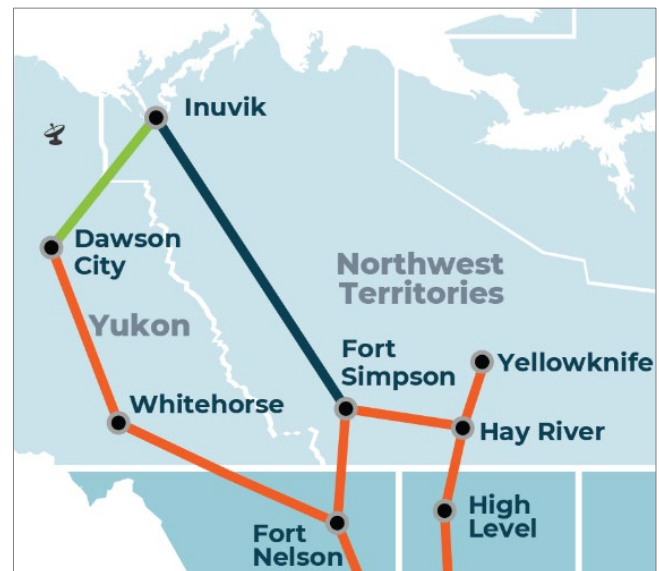 Inuvik
Dawson
City
Northwest
Territories
Yukon
Fort
Simpson
Yellowknife
Whitehorse
Hay River
High
Level
Fort
Nelson